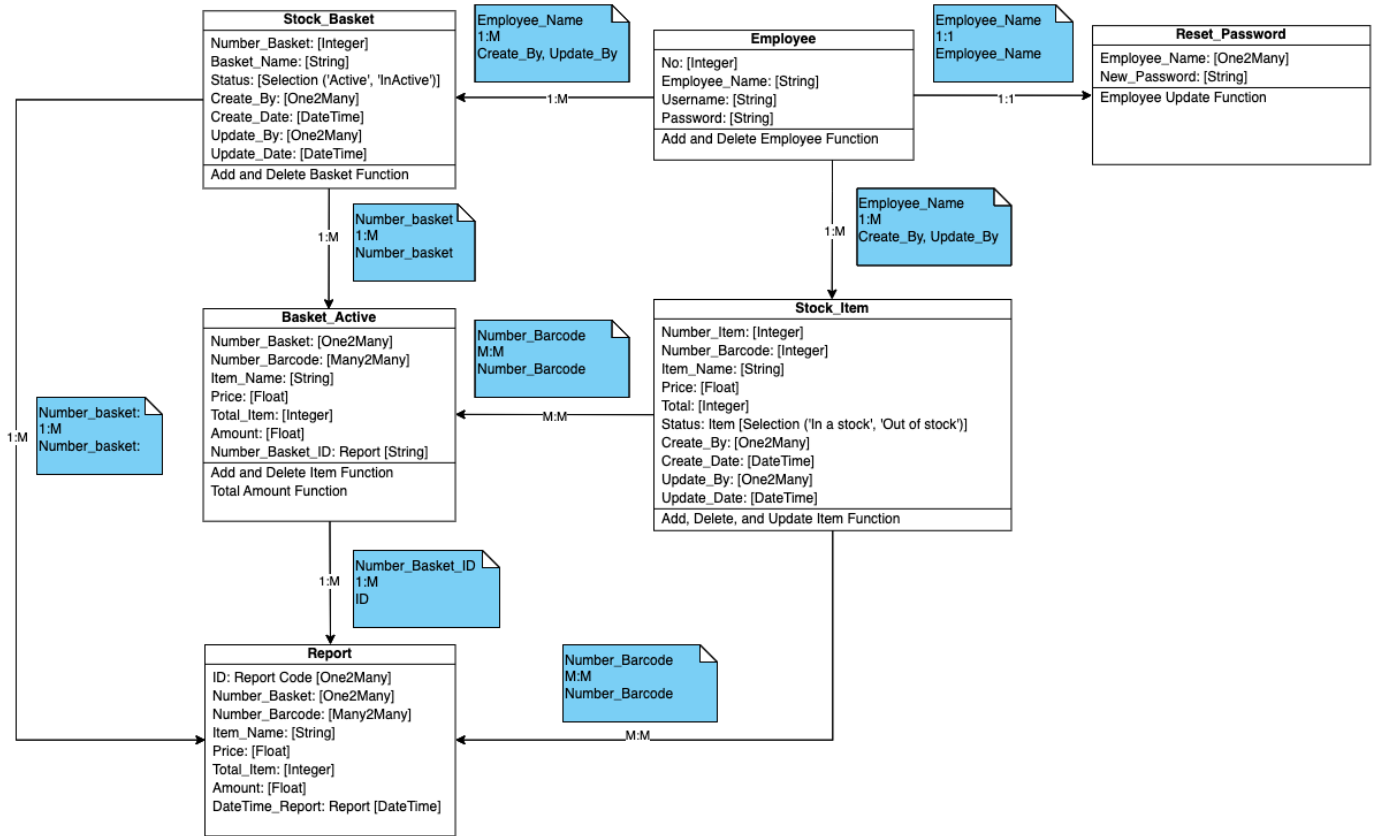 Stock_Basket
Number_Basket: [Integer]
Basket_Name: [String]
Status: [Selection ('Active', 'InActive')]
Create_By: [One2Many]
Create_Date: [DateTime]
Update_By: [One2Many]
Update_Date: [DateTime]
Add and Delete Basket Function
Employee_Name
1:M
Create_By, Update_By
1:M
Employee
No: [Integer]
Employee_Name: [String]
Username: [String]
Password: [String]
Add and Delete Employee Function
Employee_Name
1:1
Employee_Name
1:1
Reset_Password
Employee_Name: [One2Many]
New_Password: [String]
Employee Update Function
1:M
Number_basket
1:M
Number_basket
1:M
Employee_Name
1:M
Create_By, Update_By
Basket_Active
Number_Basket: [One2Many]
Number_Barcode: [Many2Many]
Item_Name: [String]
Price: [Float]
Total_Item: [Integer]
Amount: [Float]
Number_Basket_ID: Report [String]
Add and Delete Item Function
Total Amount Function
Number_Barcode
M:M
Number_Barcode
M:M
Stock_Item
Number_Item: [Integer]
Number_Barcode: [Integer]
Item_Name: [String]
Price: [Float]
Total: [Integer]
Status: Item [Selection ('In a stock', 'Out of stock')]
Create_By: [One2Many]
Create_Date: [DateTime]
Update_By: [One2Many]
Update_Date: [DateTime]
Add, Delete, and Update Item Function
1:M
Number_basket:
1:M
Number_basket:
1:M
Number_Basket_ID
1:M
ID
Report
ID: Report Code [One2Many]
Number_Basket: [One2Many]
Number_Barcode: [Many2Many]
Item_Name: [String]
Price: [Float]
Total_Item: [Integer]
Amount: [Float]
DateTime_Report: Report [DateTime]
Number_Barcode
M:M
Number_Barcode
M:M